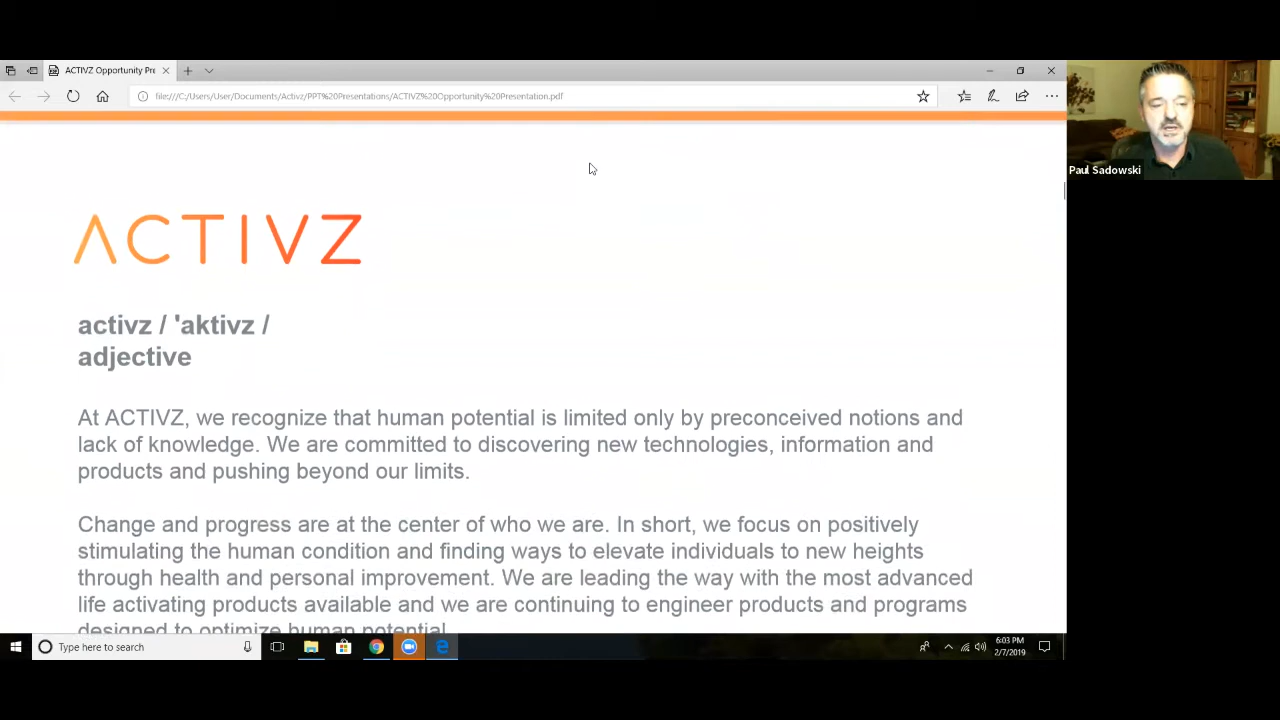 ACTIVZ Opportunity Pre
file:///C:/Users/User/Documents/Activz/PPT%20Presentations/ACTIVZ%20Opportunity%20Presentation.pdf
Paul Sadowski
ACTIVZ
activz / 'aktivz /
adjective
At ACTIVZ, we recognize that human potential is limited only by preconceived notions and
lack of knowledge. We are committed to discovering new technologies, information and
products and pushing beyond our limits.
Change and progress are at the center of who we are. In short, we focus on positively
stimulating the human condition and finding ways to elevate individuals to new heights
through health and personal improvement. We are leading the way with the most advanced
life activating products available and we are continuing to engineer products and programs
designed to optimize human potential.
Type here to search
6:03 PM
2/7/2019